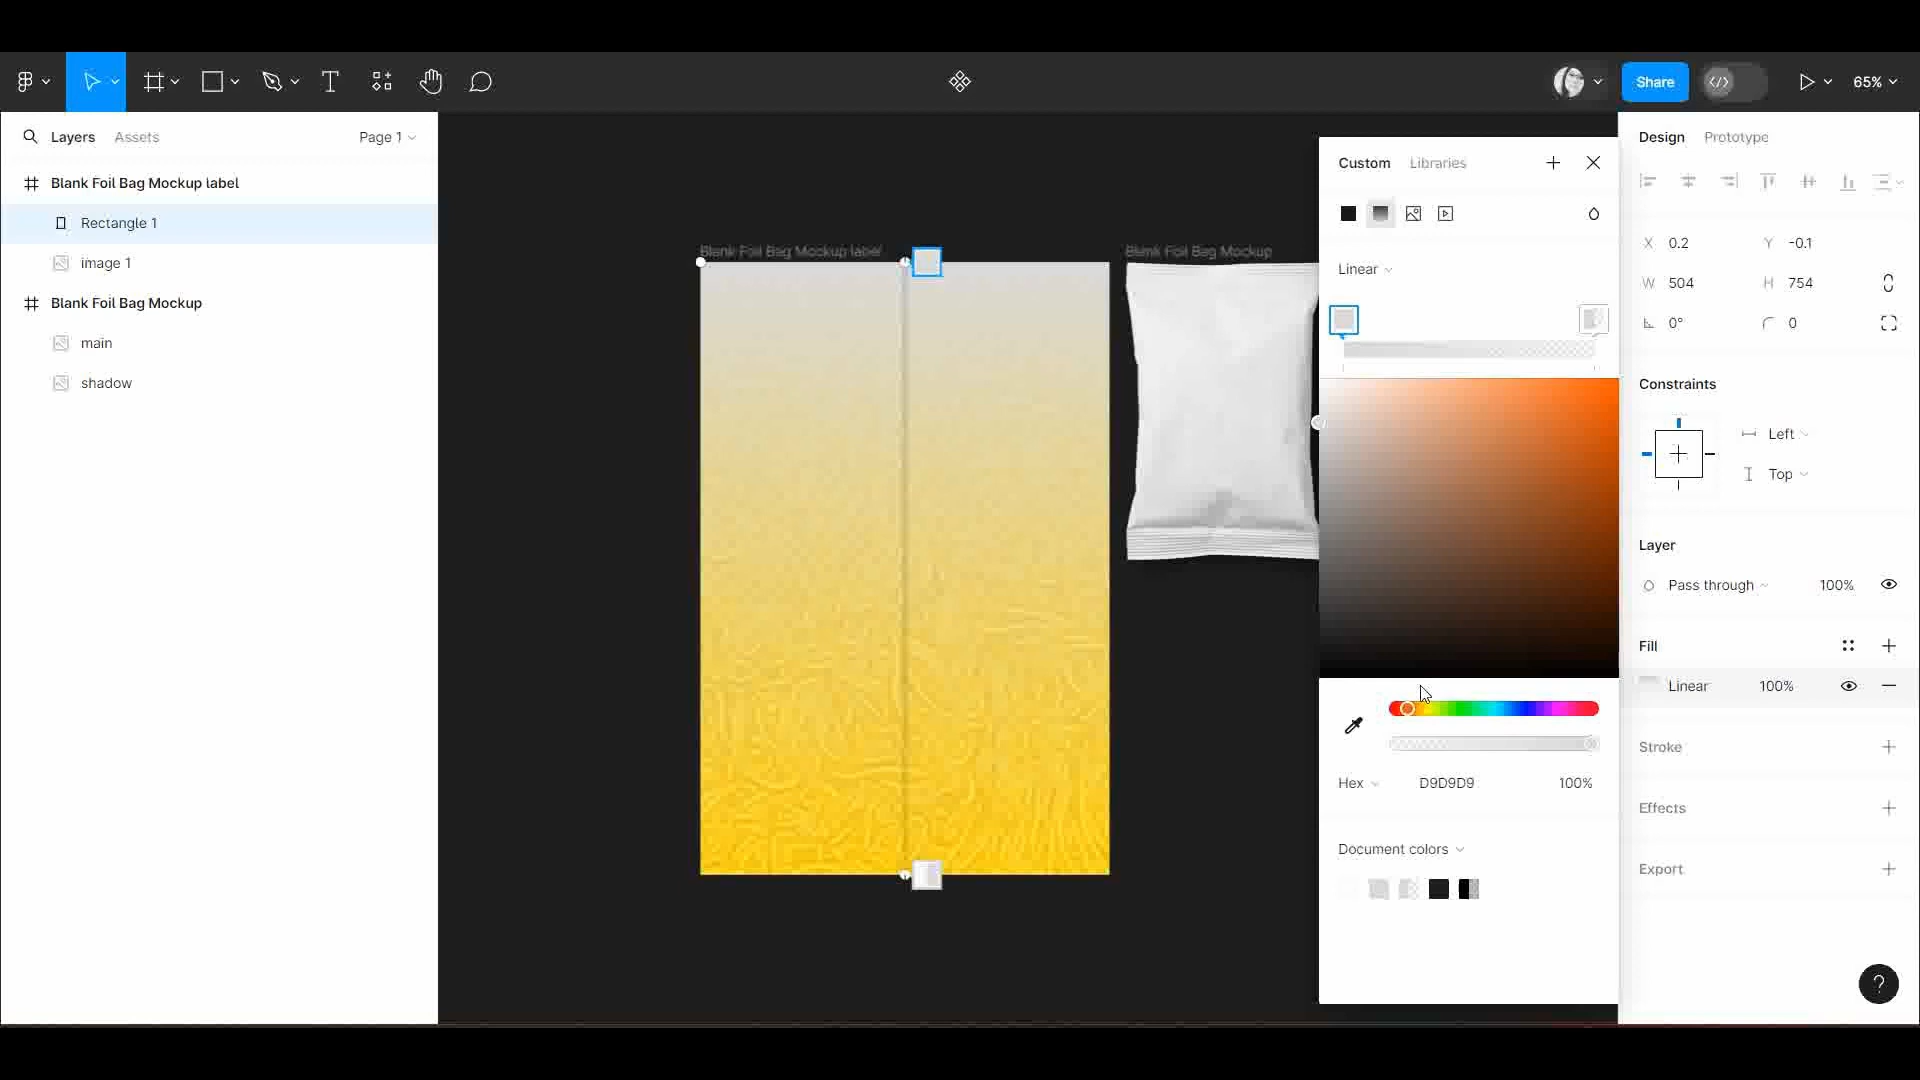 Share
65%
Layers
Assets
Page 1
Blank Foil Bag Mockup label
Rectangle 1
image 1
Blank Foil Bag Mockup
main
shadow
Blank Foil Bag Mockup label
Blank Foil Bag Mockup
Custom
Libraries
Linear
Hex
D9D9D9
100%
Document colors
Design
Prototype
X 0.2
Y -0.1
W 504
H 754
0°
0
Constraints
Left
Top
Layer
Pass through
100%
Fill
Linear
100%
Stroke
Effects
Export
?